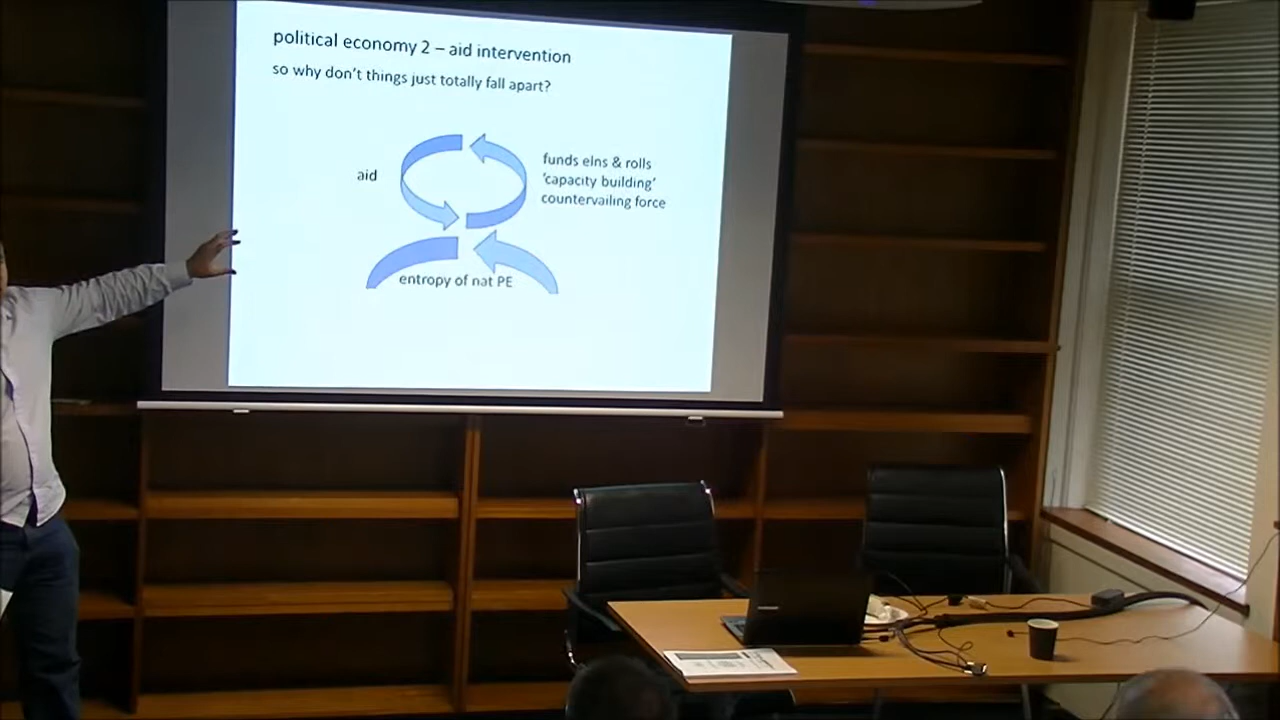 political economy 2 – aid intervention
so why don't things just totally fall apart?
aid
funds elns & rolls
'capacity building'
countervailing force
entropy of nat PE